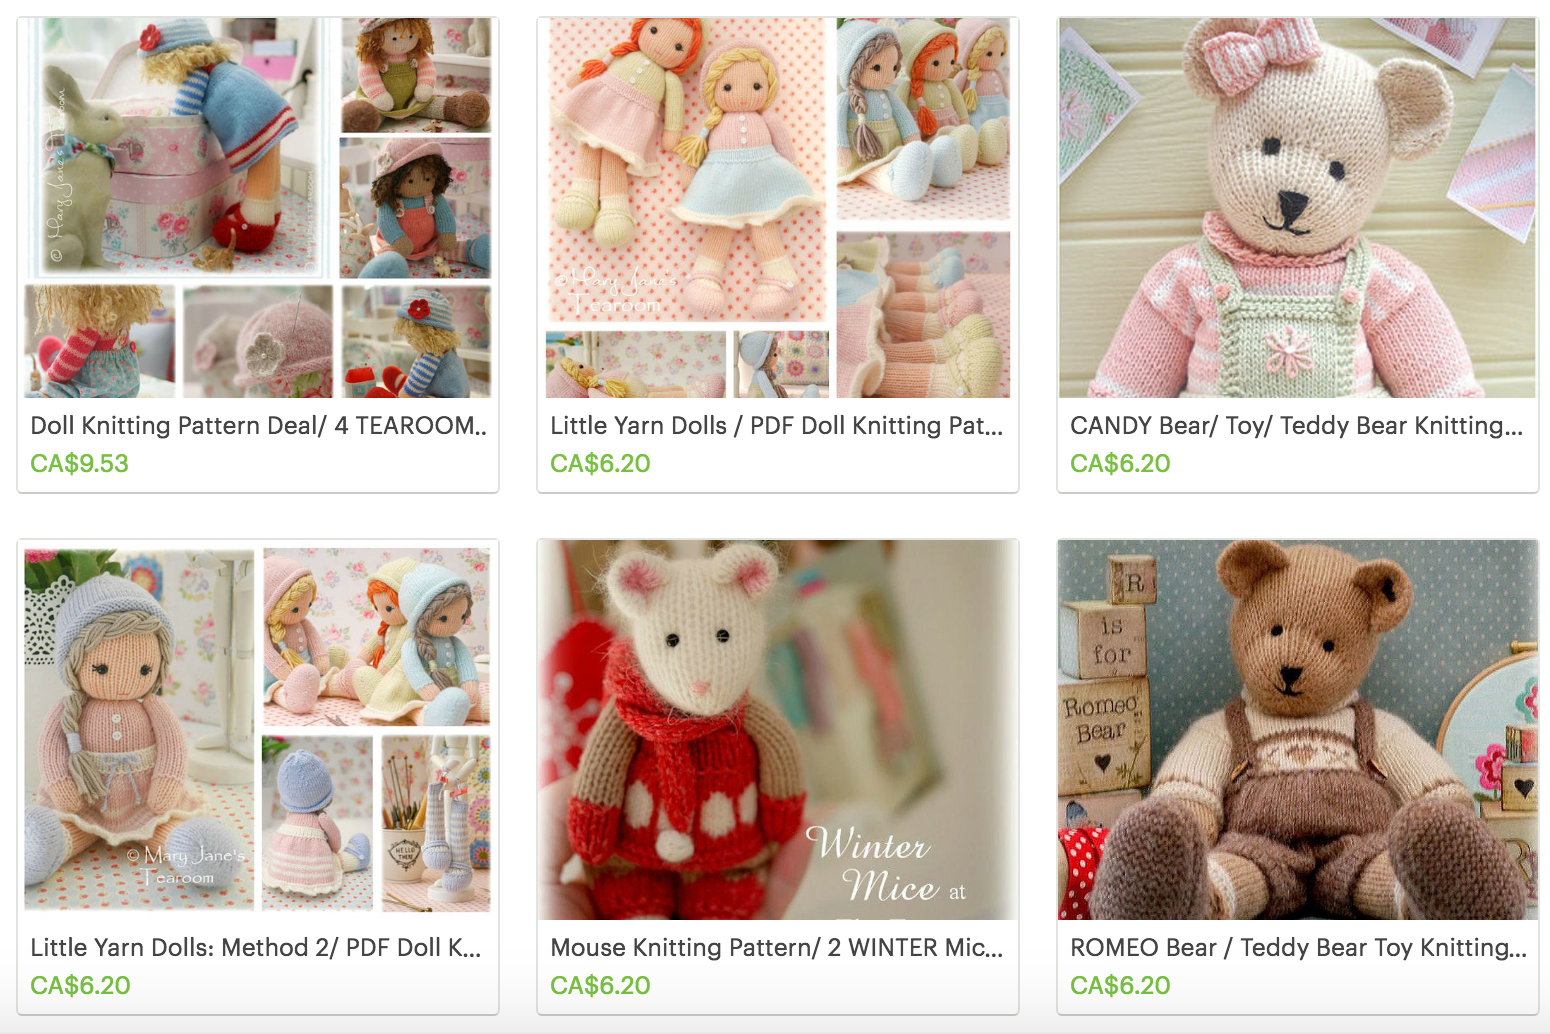 © Mary Jane's Tearoom
Doll Knitting Pattern Deal/ 4 TEAROOM..
CA$9.53
©Mary Jane's
Tearoom
Little Yarn Dolls / PDF Doll Knitting Pat...
CA$6.20
CANDY Bear/ Toy/ Teddy Bear Knitting...
CA$6.20
© Mary Jane's
Tearoom
HELLO
THERE
Little Yarn Dolls: Method 2/ PDF Doll K...
CA$6.20
Winter
Mice at
Mouse Knitting Pattern/ 2 WINTER Mic...
CA$6.20
R
is
for
Romeo
Bear
ROMEO Bear / Teddy Bear Toy Knitting...
CA$6.20